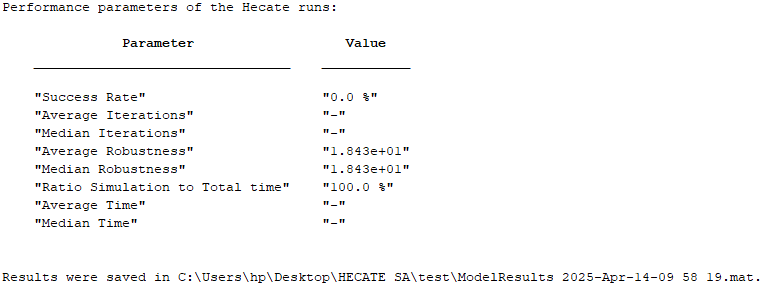 Performance parameters of the Hecate runs:
Parameter Value
"Success Rate" "0.0 %"
"Average Iterations" "-"
"Median Iterations" "-"
"Average Robustness" "1.843e+01"
"Median Robustness" "1.843e+01"
"Ratio Simulation to Total time" "100.0 %"
"Average Time" "-"
"Median Time" "-"
Results were saved in C:\Users\hp\Desktop\HECATE SA\test\ModelResults 2025-Apr-14-09 58 19.mat.